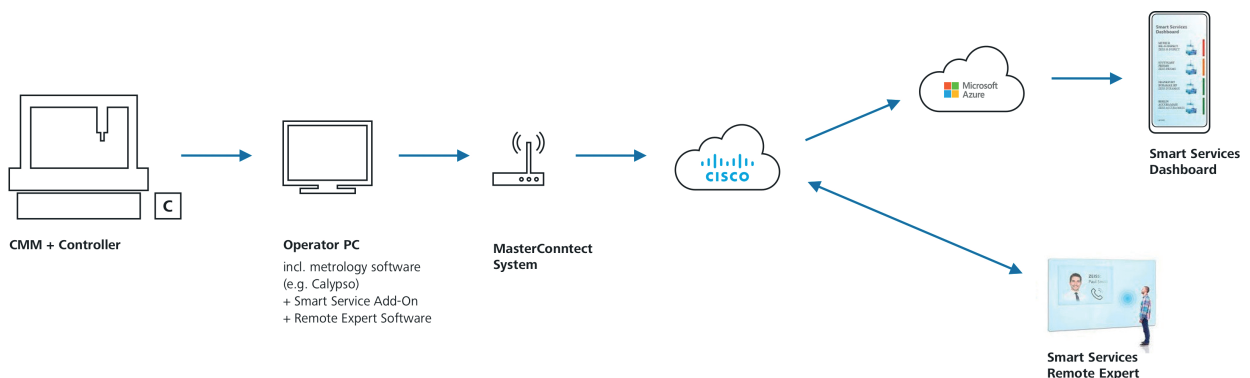 C
CMM + Controller
Operator PC
incl. metrology software
(e.g. Calypso)
+ Smart Service Add-On
+ Remote Expert Software
MasterConntect
System
CISCO
Microsoft
Azure
Smart Services
Dashboard
Smart Services
Dashboard
Smart Services
Remote Expert